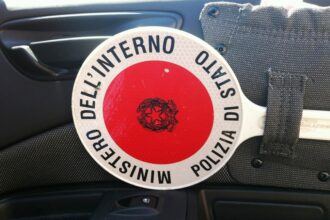 MINISTERO DELL'INTERNO
POLIZIA DI STATO